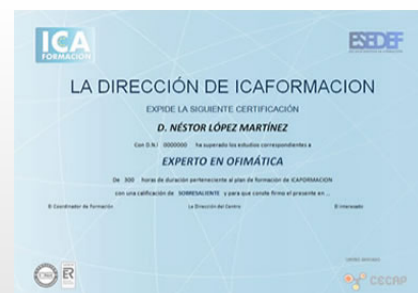 ICA
FORMACIÓN
ESEDEF
LA DIRECCIÓN DE ICAFORMACION
EXPIDE LA SIGUIENTE CERTIFICACIÓN
D. NÉSTOR LÓPEZ MARTÍNEZ
Con D.N.I 0000000 ha superado los estudios correspondientes a
EXPERTO EN OFIMÁTICA
De 300 horas de duración perteneciente al plan de formación de ICAFORMACION
con una calificación de SOBRESALIENTE y para que conste firmo el presente en ...
El Coordinador de Formación La Dirección del Centro El interesado
CECAP